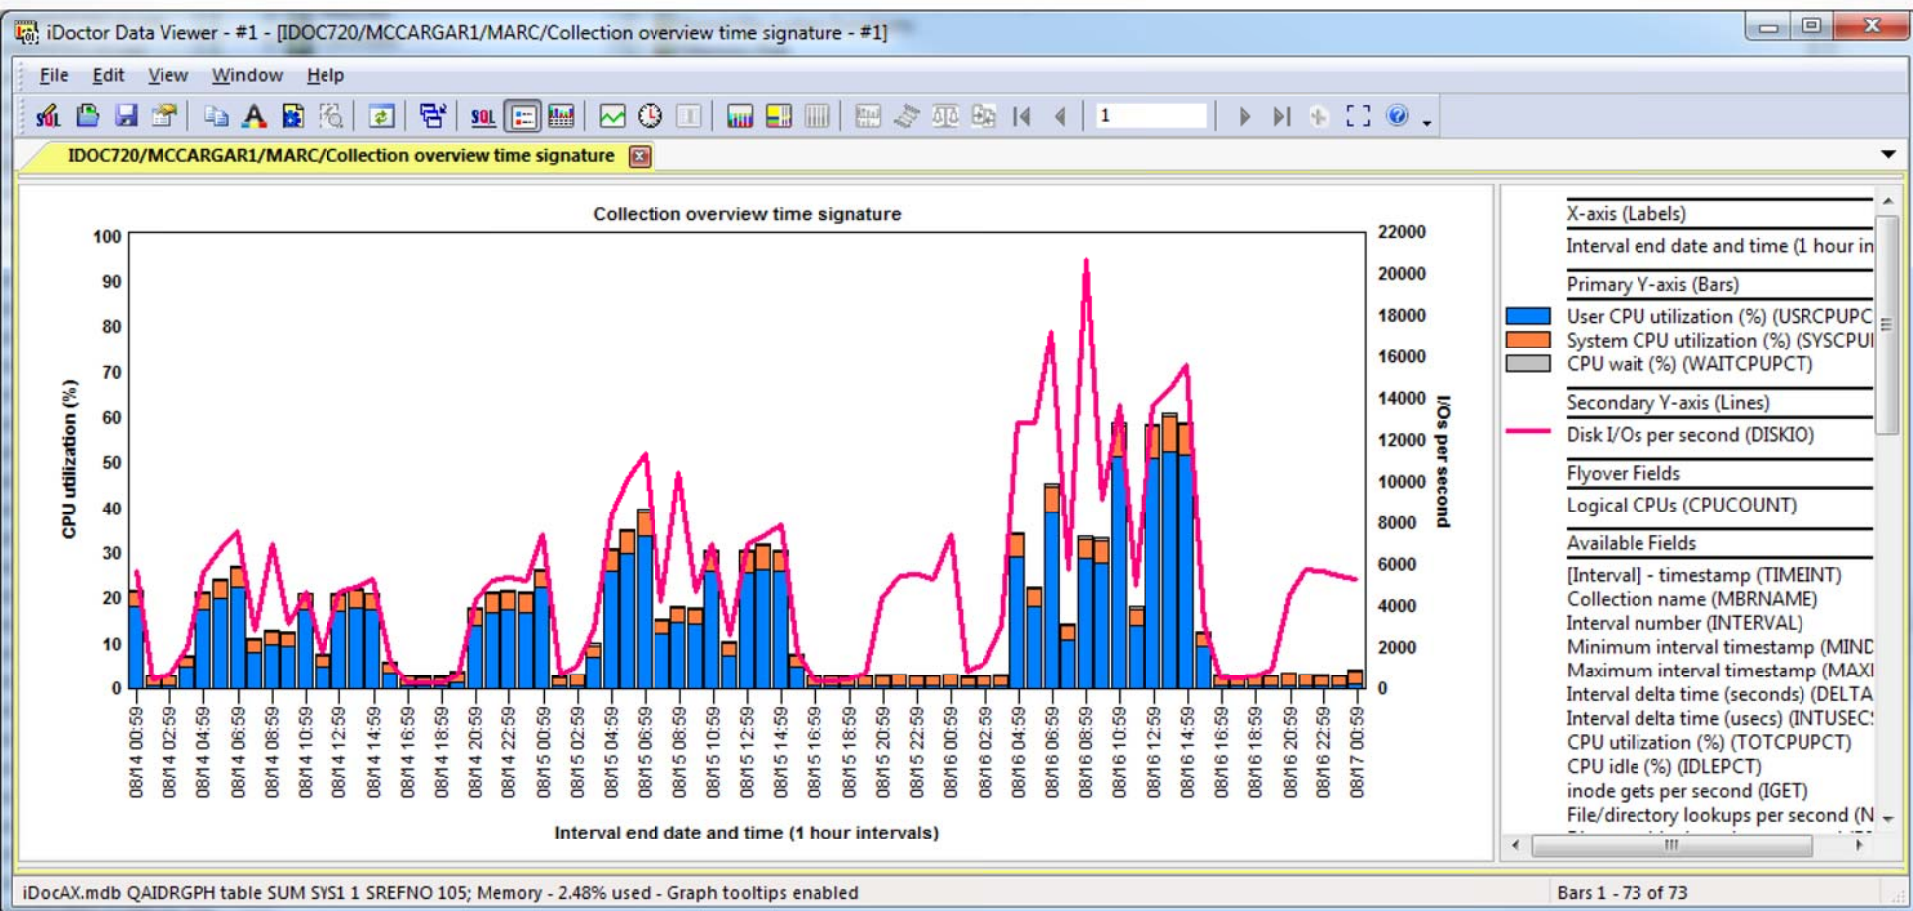 iDoctor Data Viewer - #1 - [IDOC720/MCCARGAR1/MARC/Collection overview time signature - #1]
File Edit View Window Help
SQL 1
IDOC720/MCCARGAR1/MARC/Collection overview time signature
Collection overview time signature
CPU utilization (%)
100
90
80
70
60
50
40
30
20
10
0
22000
20000
18000
16000
14000
12000
10000
8000
6000
4000
2000
0
I/Os per second
08/14 00:59
08/14 02:59
08/14 04:59
08/14 06:59
08/14 08:59
08/14 10:59
08/14 12:59
08/14 14:59
08/14 16:59
08/14 18:59
08/14 20:59
08/14 22:59
08/15 00:59
08/15 02:59
08/15 04:59
08/15 06:59
08/15 08:59
08/15 10:59
08/15 12:59
08/15 14:59
08/15 16:59
08/15 18:59
08/15 20:59
08/15 22:59
08/16 00:59
08/16 02:59
08/16 04:59
08/16 06:59
08/16 08:59
08/16 10:59
08/16 12:59
08/16 14:59
08/16 16:59
08/16 18:59
08/16 20:59
08/16 22:59
08/17 00:59
Interval end date and time (1 hour intervals)
X-axis (Labels)
Interval end date and time (1 hour in
Primary Y-axis (Bars)
User CPU utilization (%) (USRCPUPC
System CPU utilization (%) (SYSCPUI
CPU wait (%) (WAITCPUPCT)
Secondary Y-axis (Lines)
Disk I/Os per second (DISKIO)
Flyover Fields
Logical CPUs (CPUCOUNT)
Available Fields
[Interval] - timestamp (TIMEINT)
Collection name (MBRNAME)
Interval number (INTERVAL)
Minimum interval timestamp (MIND
Maximum interval timestamp (MAXI
Interval delta time (seconds) (DELTA
Interval delta time (usecs) (INTUSEC
CPU utilization (%) (TOTCPUPCT)
CPU idle (%) (IDLEPCT)
inode gets per second (IGET)
File/directory lookups per second (N
iDocAX.mdb QAIDRGPH table SUM SYS1 1 SREFNO 105; Memory - 2.48% used - Graph tooltips enabled
Bars 1 - 73 of 73